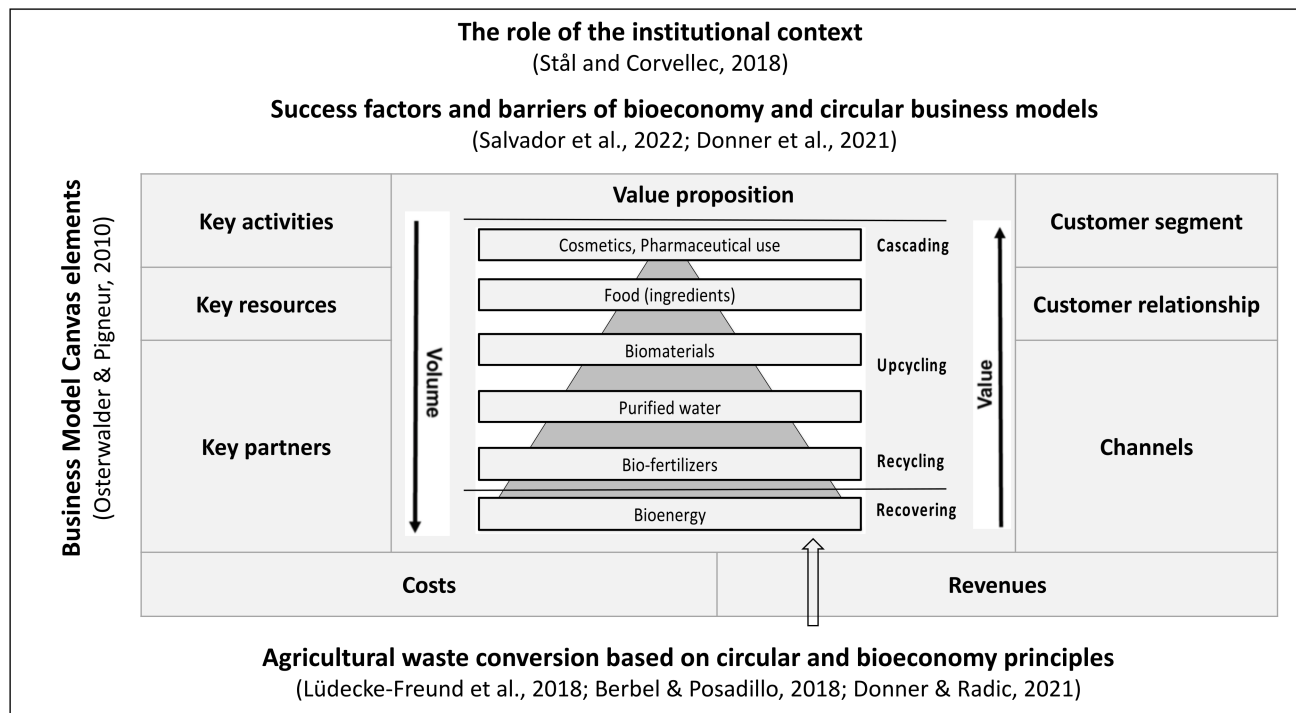 The role of the institutional context
(Stål and Corvellec, 2018)
Success factors and barriers of bioeconomy and circular business models
(Salvador et al., 2022; Donner et al., 2021)
Business Model Canvas elements
(Osterwalder & Pigneur, 2010)
Key activities
Key resources
Key partners
Value proposition
Volume
Cosmetics, Pharmaceutical use
Cascading
Food (ingredients)
Biomaterials
Upcycling
Purified water
Bio-fertilizers
Recycling
Bioenergy
Recovering
Value
Customer segment
Customer relationship
Channels
Costs
Revenues
Agricultural waste conversion based on circular and bioeconomy principles
(Lüdecke-Freund et al., 2018; Berbel & Posadillo, 2018; Donner & Radic, 2021)